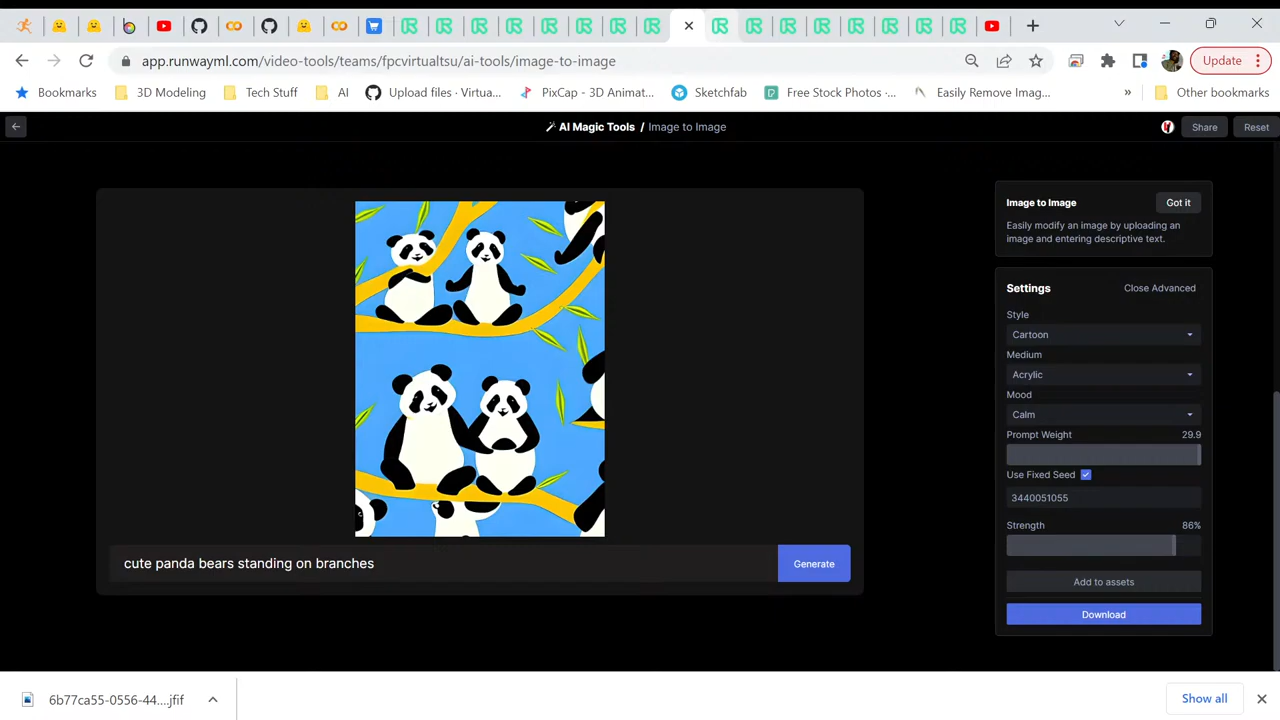 app.runwayml.com/video-tools/teams/fpcvirtualtsu/ai-tools/image-to-image
Update
Bookmarks
3D Modeling
Tech Stuff
AI
Upload files · Virtua...
PixCap - 3D Animat...
Sketchfab
Free Stock Photos ·...
Easily Remove Imag...
»
Other bookmarks
AI Magic Tools / Image to Image
Share
Reset
Image to Image
Got it
Easily modify an image by uploading an
image and entering descriptive text.
Settings
Close Advanced
Style
Cartoon
Medium
Acrylic
Mood
Calm
Prompt Weight 29.9
Use Fixed Seed
3440051055
Strength 86%
Add to assets
Download
cute panda bears standing on branches
Generate
6b77ca55-0556-44....jfif
Show all